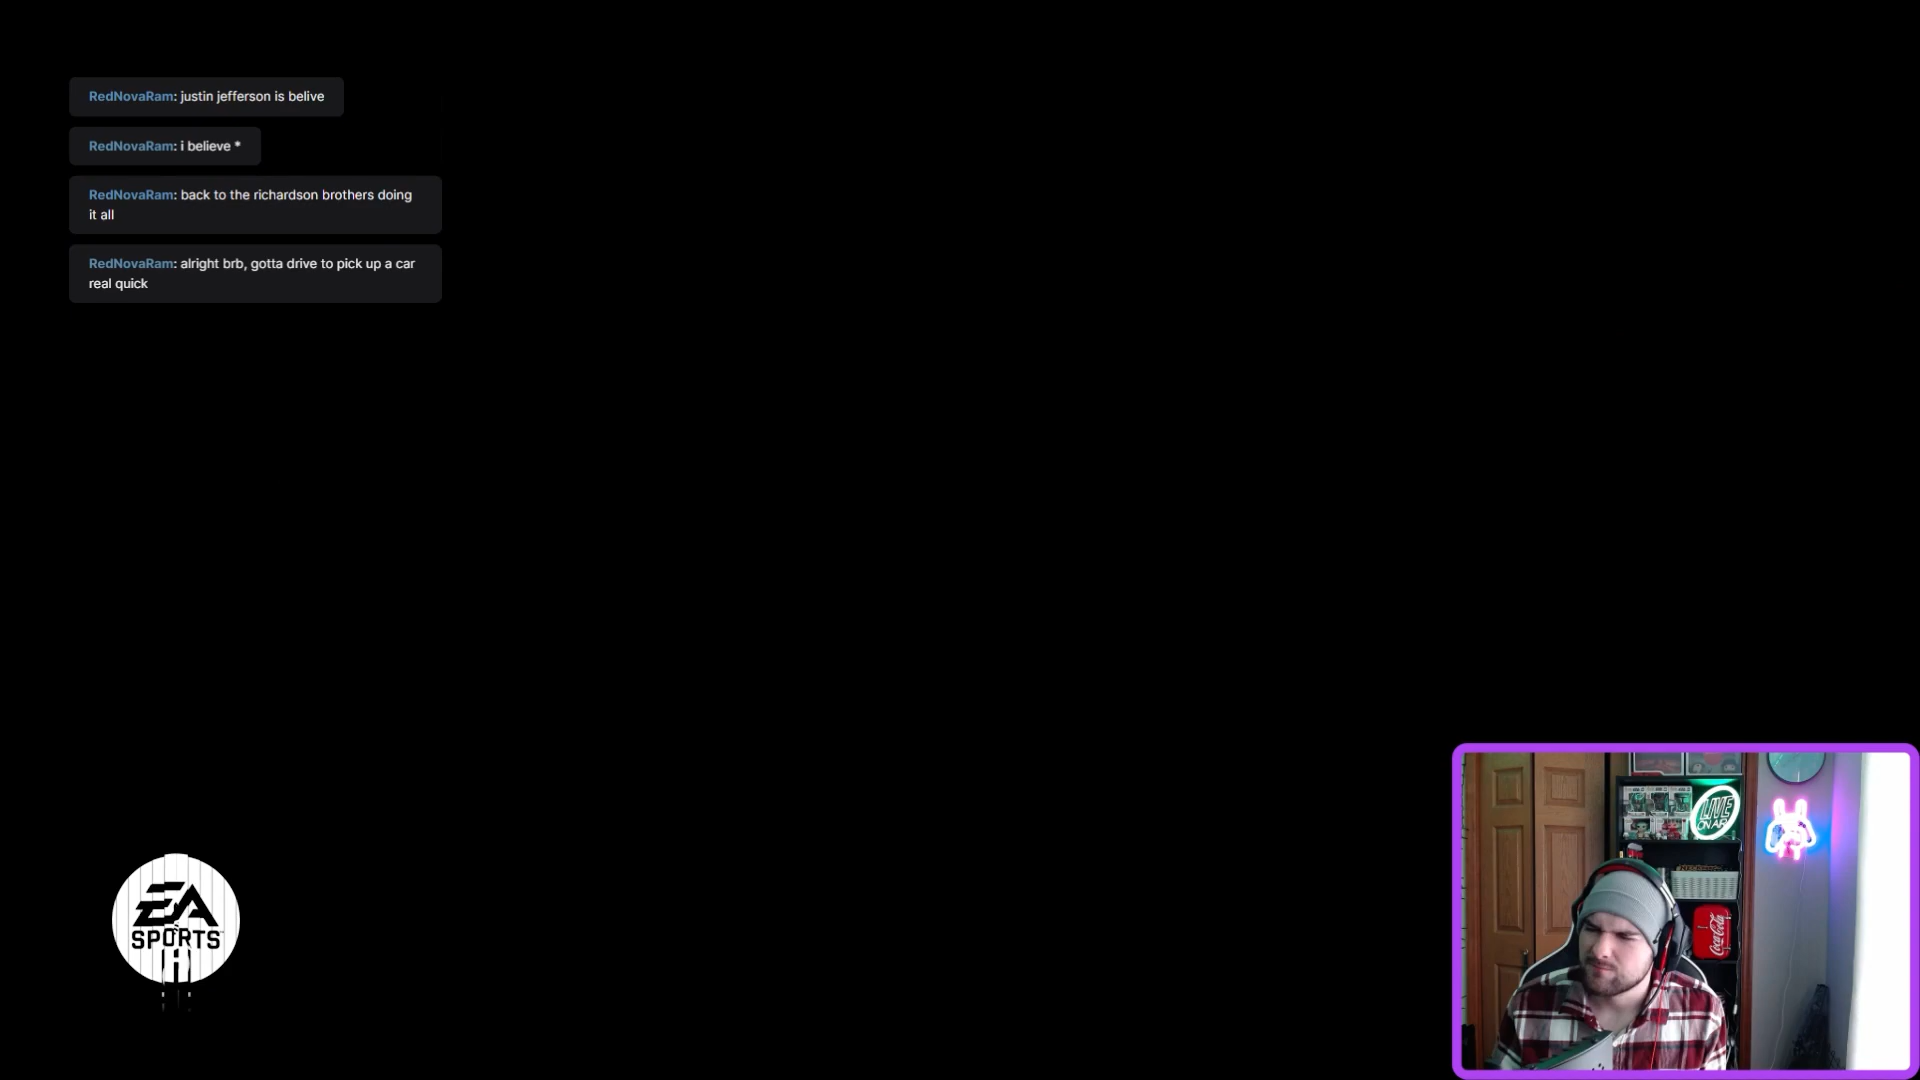 RedNovaRam: justin jefferson is belive
RedNovaRam: i believe *
RedNovaRam: back to the richardson brothers doing
it all
RedNovaRam: alright brb, gotta drive to pick up a car
real quick
EA
SPORTS
LIVE
ON AIR
Coca-Cola